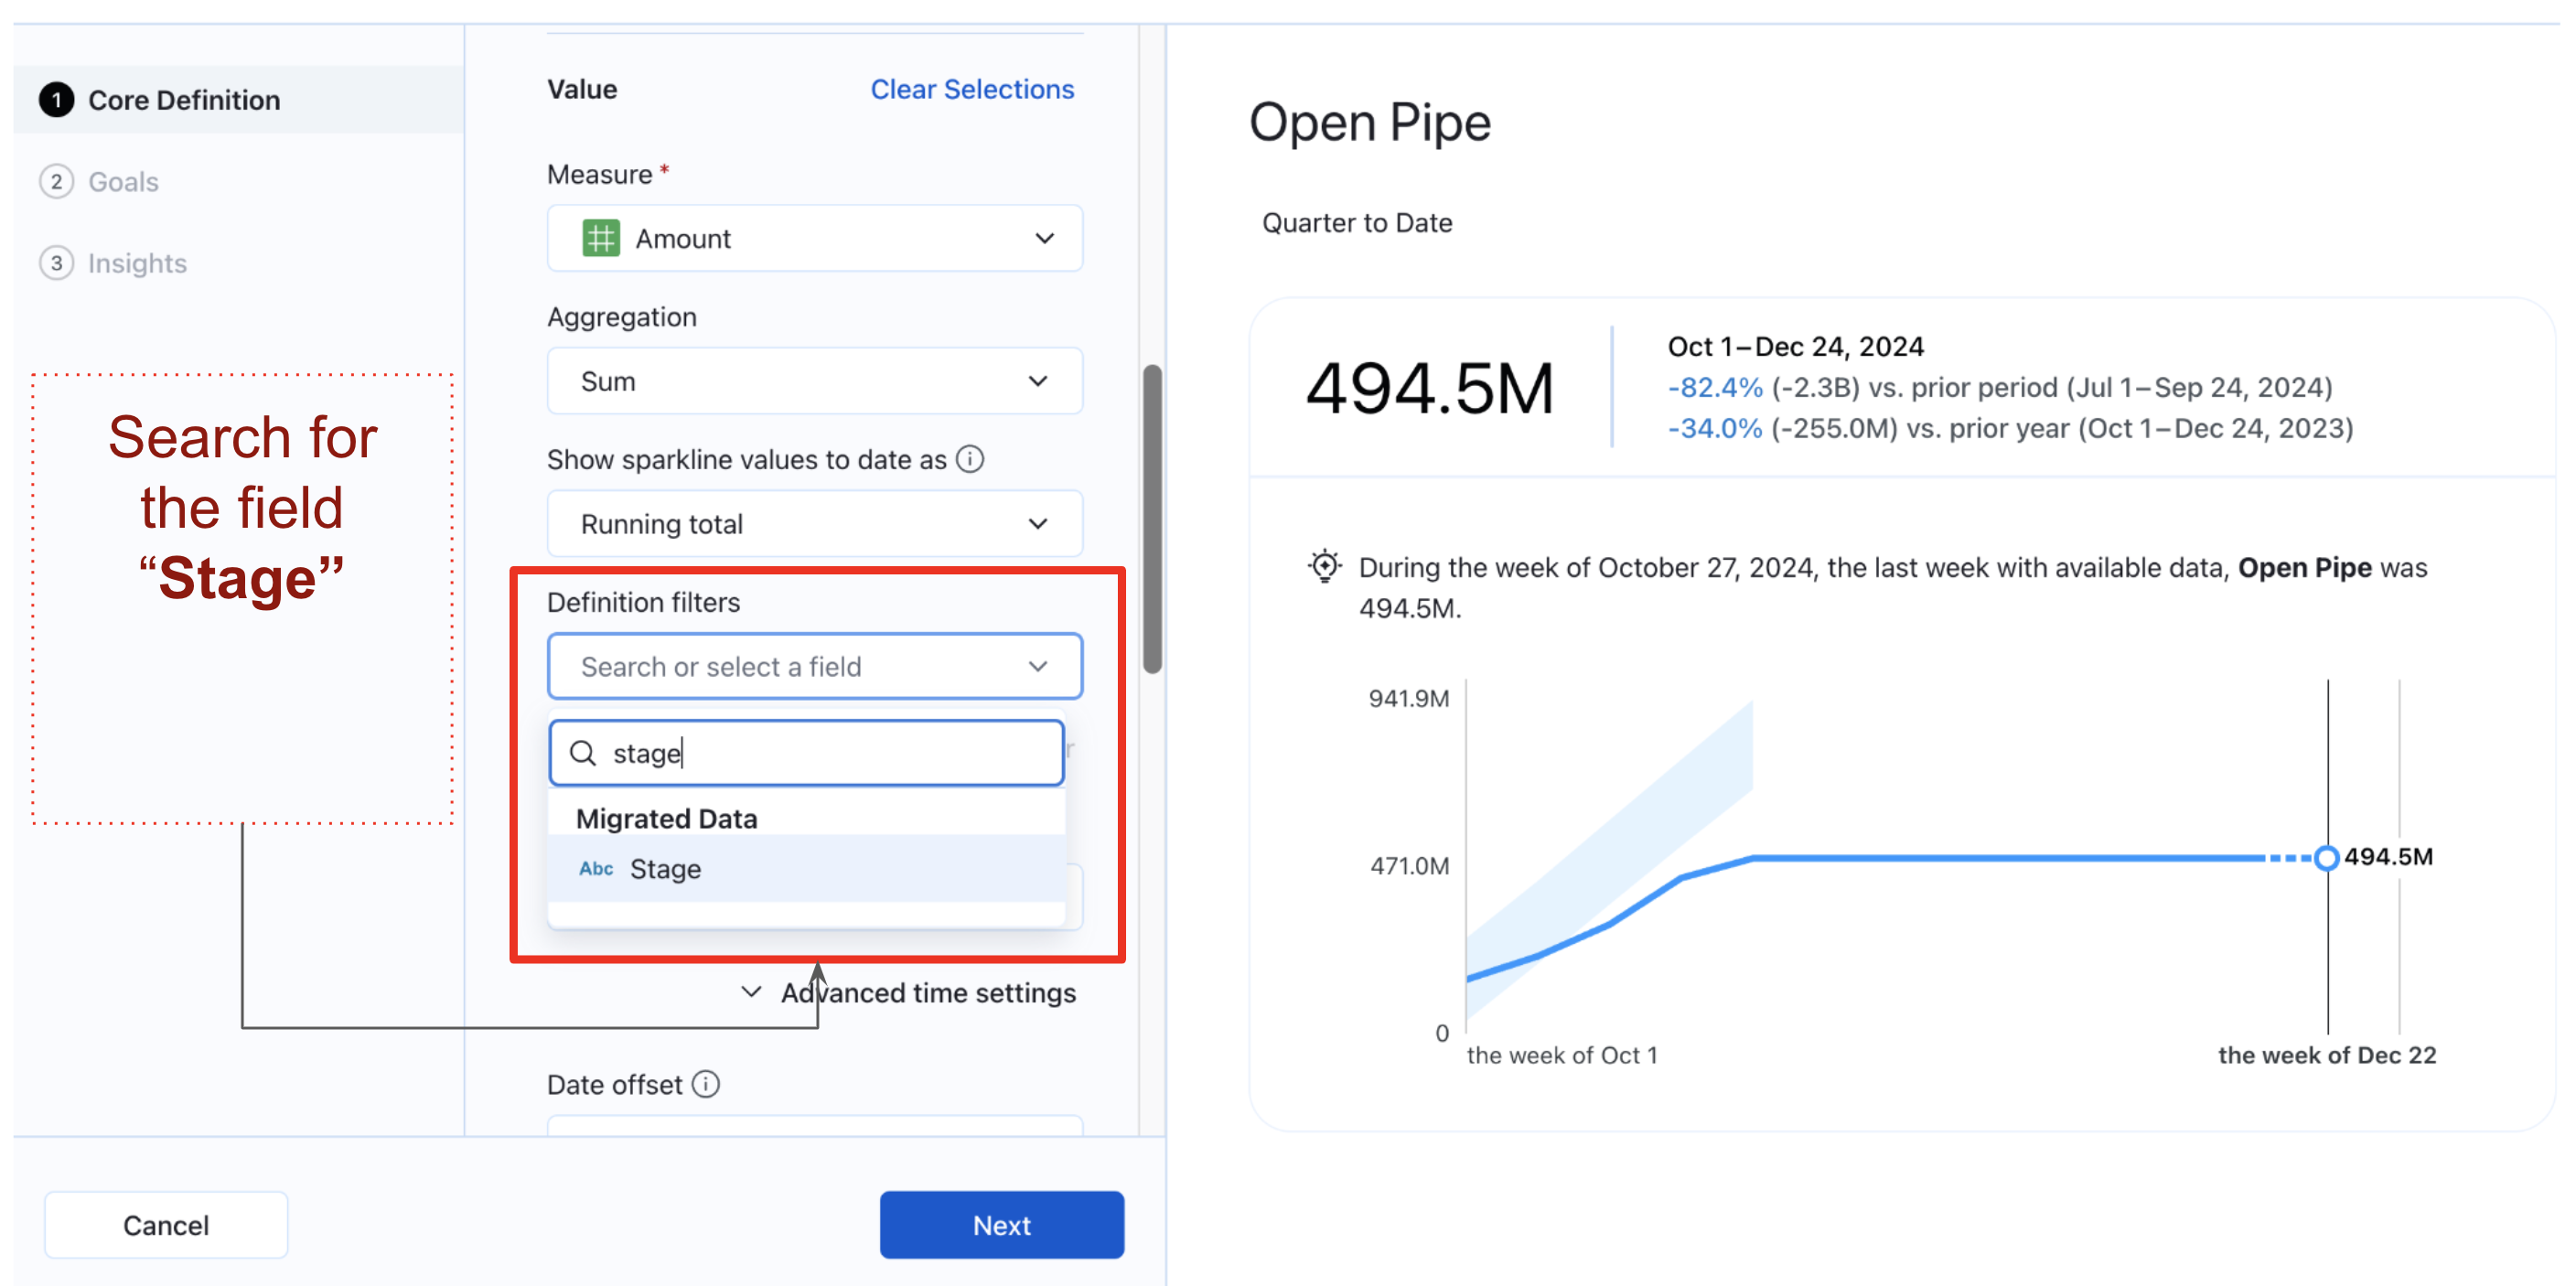 1 Core Definition
2 Goals
3 Insights
Search for
the field
“Stage”
Value
Clear Selections
Measure *
Amount
Aggregation
Sum
Show sparkline values to date as i
Running total
Definition filters
Search or select a field
stage
r
Migrated Data
Abc Stage
Advanced time settings
Date offset i
Cancel
Next
Open Pipe
Quarter to Date
494.5M
Oct 1–Dec 24, 2024
-82.4% (-2.3B) vs. prior period (Jul 1–Sep 24, 2024)
-34.0% (-255.0M) vs. prior year (Oct 1–Dec 24, 2023)
During the week of October 27, 2024, the last week with available data, Open Pipe was
494.5M.
941.9M
471.0M
0
494.5M
the week of Oct 1
the week of Dec 22